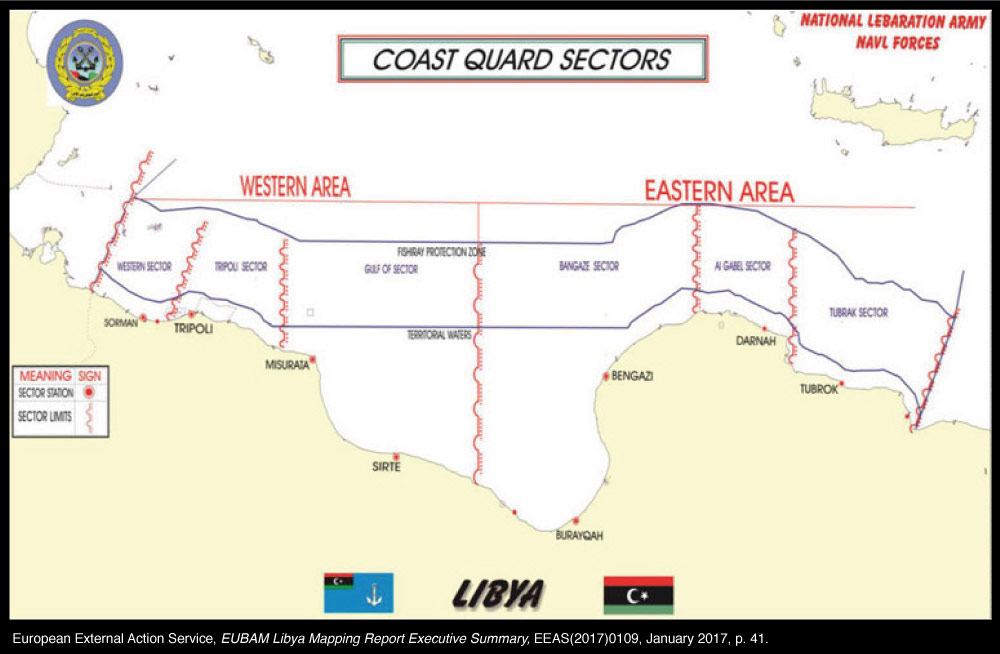 NATIONAL LEBARATION ARMY
NAVL FORCES
COAST QUARD SECTORS
WESTERN AREA
EASTERN AREA
FISHIRAY PROTECTION ZONE
WESTERN SECTOR
TRIPOLI SECTOR
GULF OF SECTOR
BANGAZE SECTOR
Al GABEL SECTOR
TUBRAK SECTOR
TERRITORIAL WATERS
SORMAN
TRIPOLI
MISURATA
SIRTE
BURAYQAH
BENGAZI
DARNAH
TUBROK
MEANING SIGN
SECTOR STATION
SECTOR LIMITS
LIBYA
European External Action Service, EUBAM Libya Mapping Report Executive Summary, EEAS(2017)0109, January 2017, p. 41.